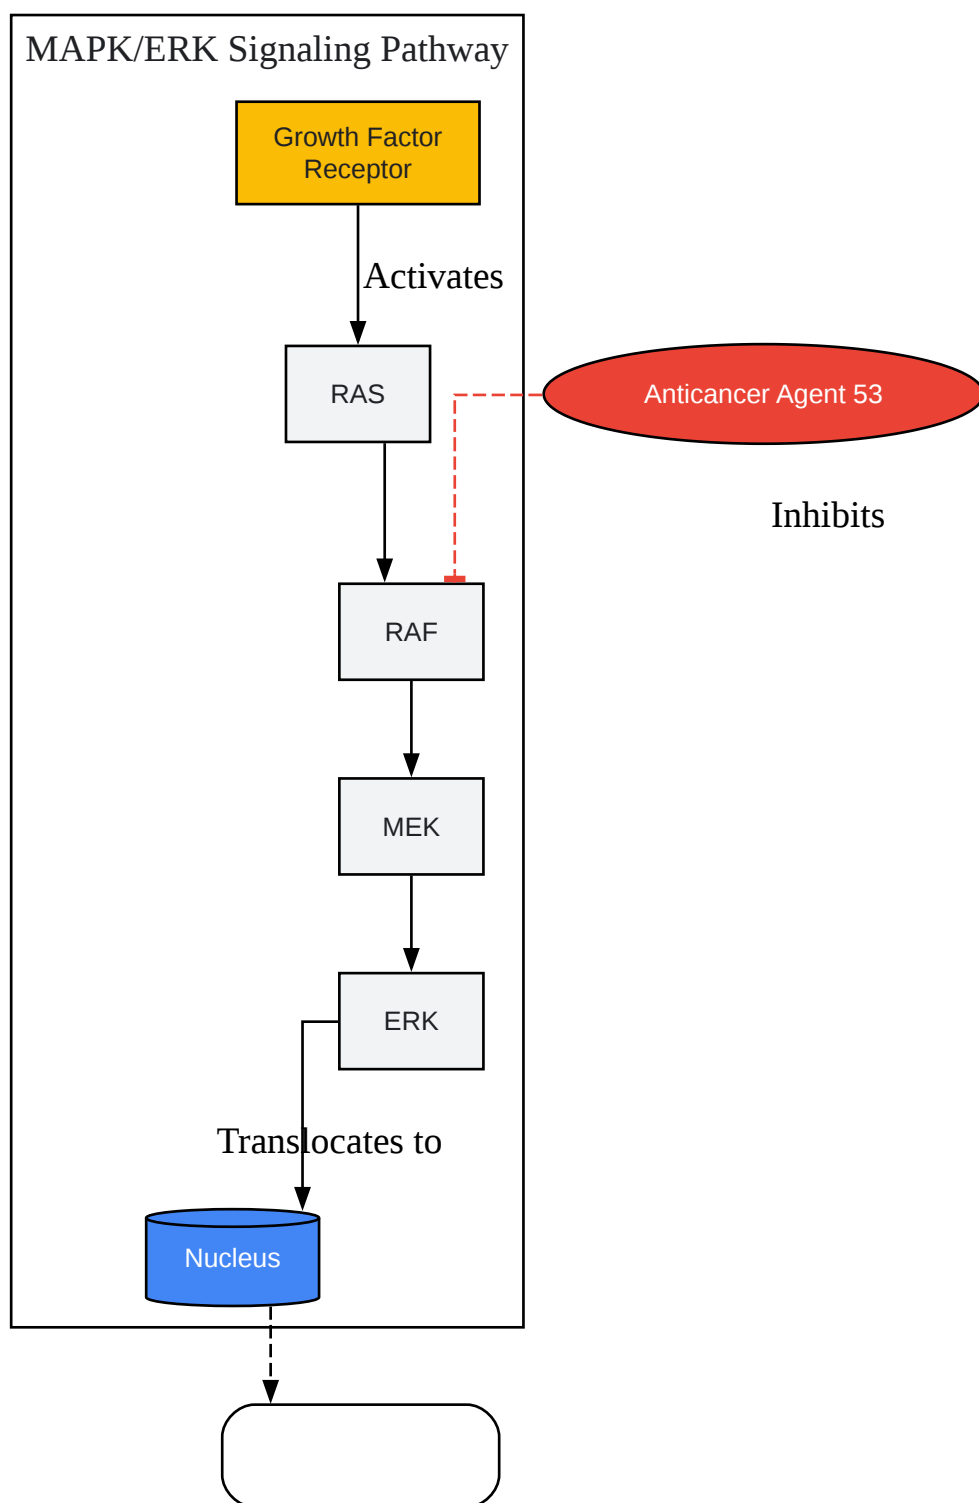 MAPK/ERK Signaling Pathway
Growth Factor
Receptor
Activates
RAS
Anticancer Agent 53
Inhibits
RAF
MEK
ERK
Translocates to
Nucleus